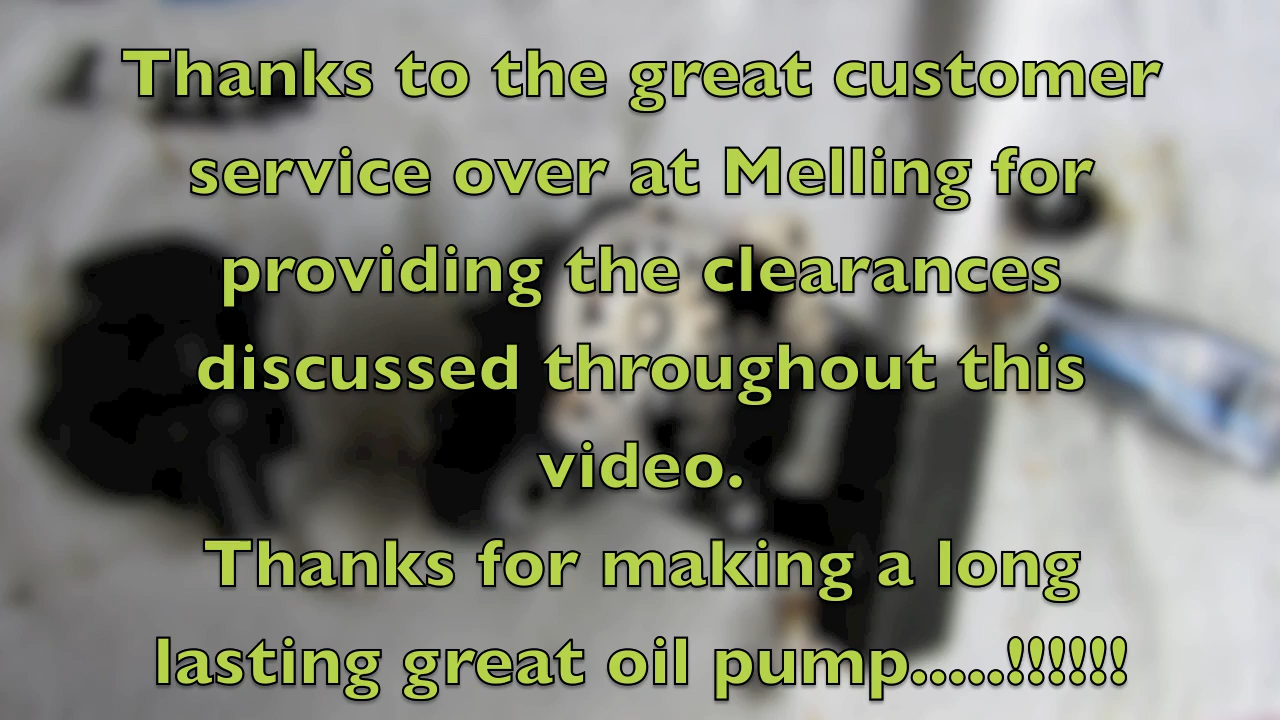 Thanks to the great customer
service over at Melling for
providing the clearances
discussed throughout this
video.
Thanks for making a long
lasting great oil pump.....!!!!!!